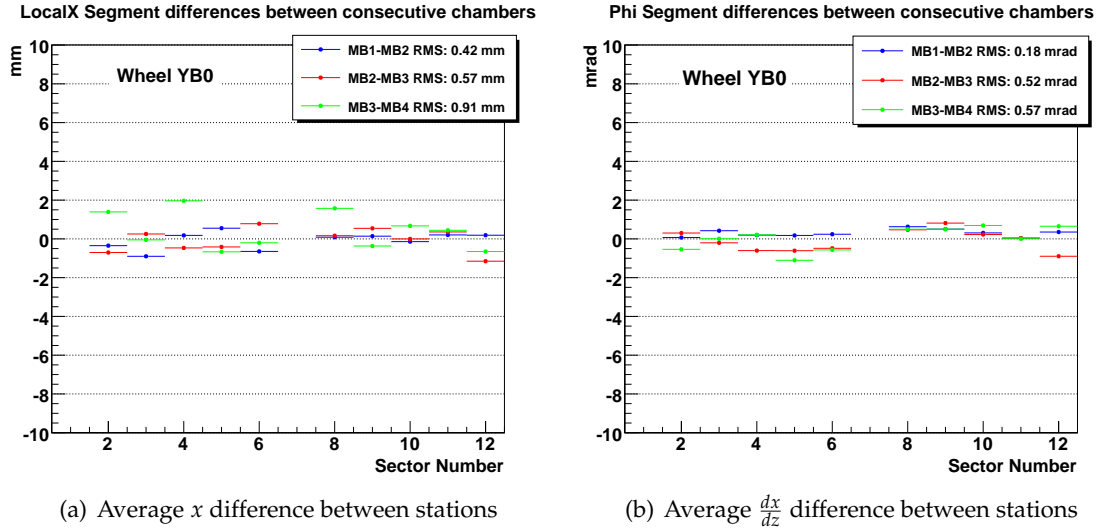 LocalX Segment differences between consecutive chambers
mm
10
8
6
4
2
0
-2
-4
-6
-8
-10
Wheel YB0
MB1-MB2 RMS: 0.42 mm
MB2-MB3 RMS: 0.57 mm
MB3-MB4 RMS: 0.91 mm
2 4 6 8 10 12
Sector Number
(a) Average x difference between stations
Phi Segment differences between consecutive chambers
mrad
10
8
6
4
2
0
-2
-4
-6
-8
-10
Wheel YB0
MB1-MB2 RMS: 0.18 mrad
MB2-MB3 RMS: 0.52 mrad
MB3-MB4 RMS: 0.57 mrad
2 4 6 8 10 12
Sector Number
(b) Average dx/dz difference between stations